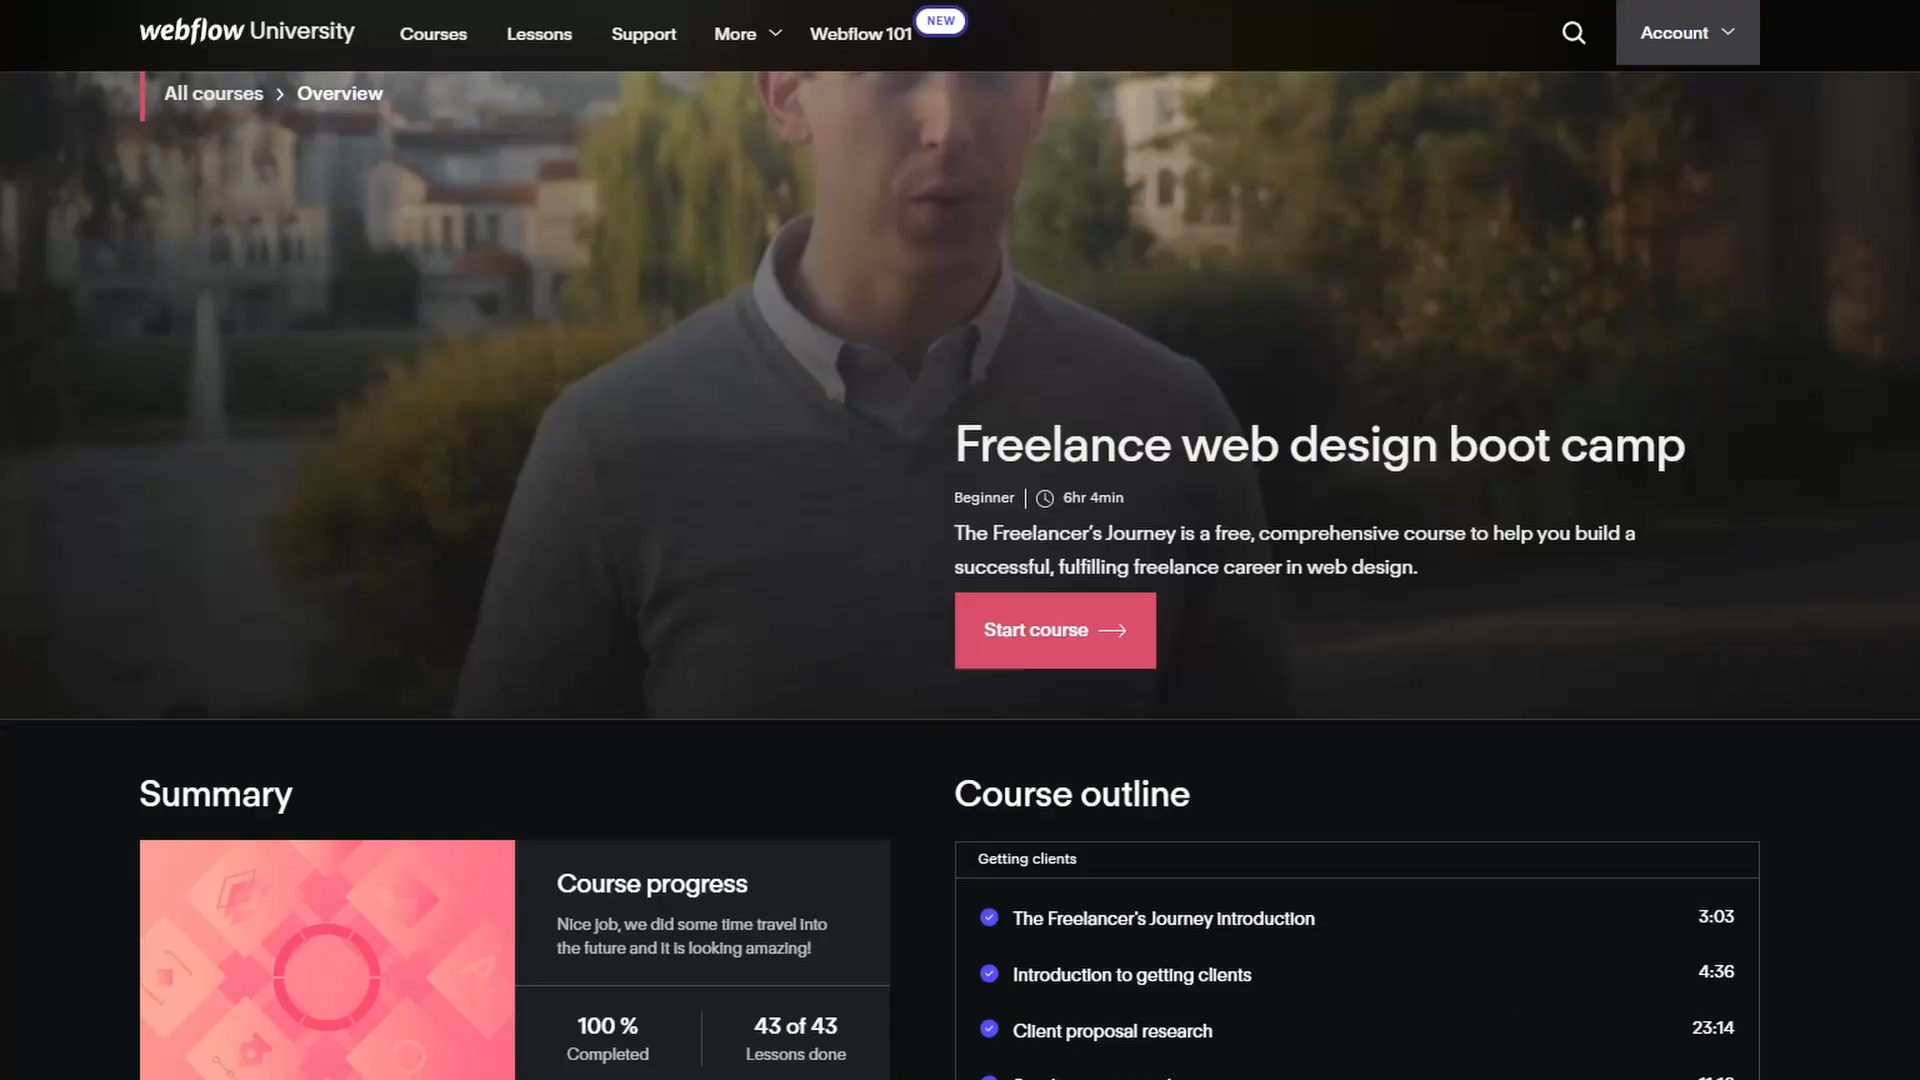 webflow University
Courses
Lessons
Support
More
Webflow 101
NEW
Account
All courses > Overview
Freelance web design boot camp
Beginner
6hr 4min
The Freelancer's Journey is a free, comprehensive course to help you build a
successful, fulfilling freelance career in web design.
Start course
Summary
Course progress
Nice job, we did some time travel into
the future and it is looking amazing!
100 %
Completed
43 of 43
Lessons done
Course outline
Getting clients
The Freelancer's Journey introduction
3:03
Introduction to getting clients
4:36
Client proposal research
23:14